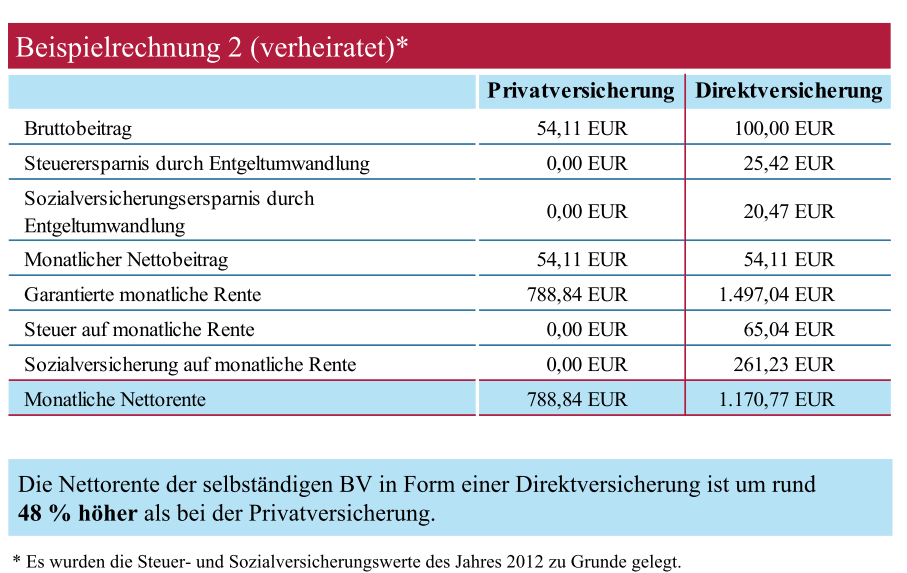 Beispielrechnung 2 (verheiratet)*
Privatversicherung Direktversicherung
Bruttobeitrag 54,11 EUR 100,00 EUR
Steuerersparnis durch Entgeltumwandlung 0,00 EUR 25,42 EUR
Sozialversicherungsersparnis durch
Entgeltumwandlung 0,00 EUR 20,47 EUR
Monatlicher Nettobeitrag 54,11 EUR 54,11 EUR
Garantierte monatliche Rente 788,84 EUR 1.497,04 EUR
Steuer auf monatliche Rente 0,00 EUR 65,04 EUR
Sozialversicherung auf monatliche Rente 0,00 EUR 261,23 EUR
Monatliche Nettorente 788,84 EUR 1.170,77 EUR
Die Nettorente der selbständigen BV in Form einer Direktversicherung ist um rund
48 % höher als bei der Privatversicherung.
* Es wurden die Steuer- und Sozialversicherungswerte des Jahres 2012 zu Grunde gelegt.